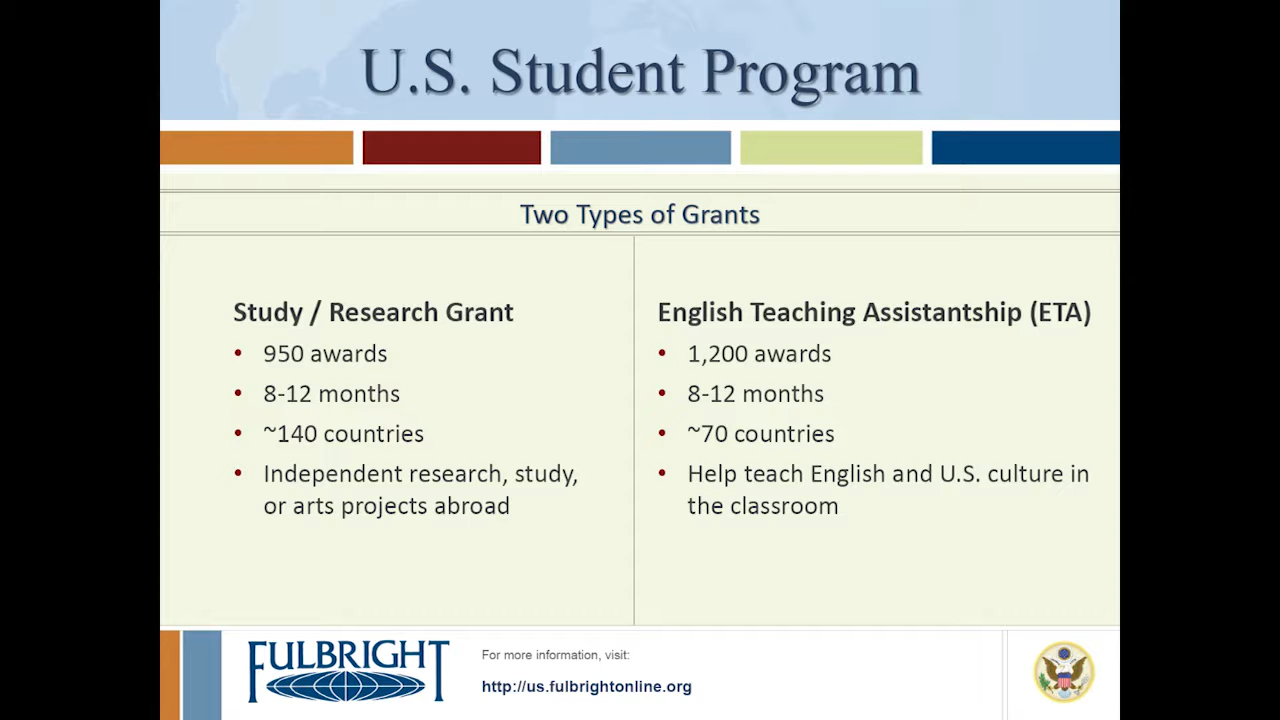 U.S. Student Program
Two Types of Grants
Study / Research Grant
• 950 awards
• 8-12 months
• ~140 countries
• Independent research, study,
or arts projects abroad
English Teaching Assistantship (ETA)
• 1,200 awards
• 8-12 months
• ~70 countries
• Help teach English and U.S. culture in
the classroom
FULBRIGHT
For more information, visit:
http://us.fulbrightonline.org